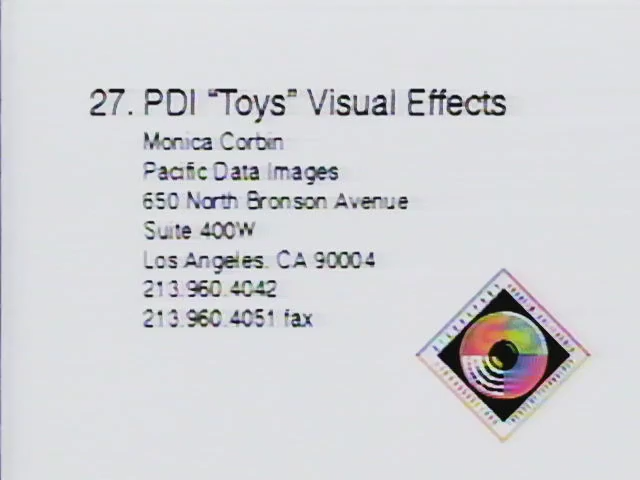 27. PDI "Toys" Visual Effects
Monica Corbin
Pacific Data Images
650 North Bronson Avenue
Suite 400W
Los Angeles, CA 90004
213.960.4042
213.960.4051 fax